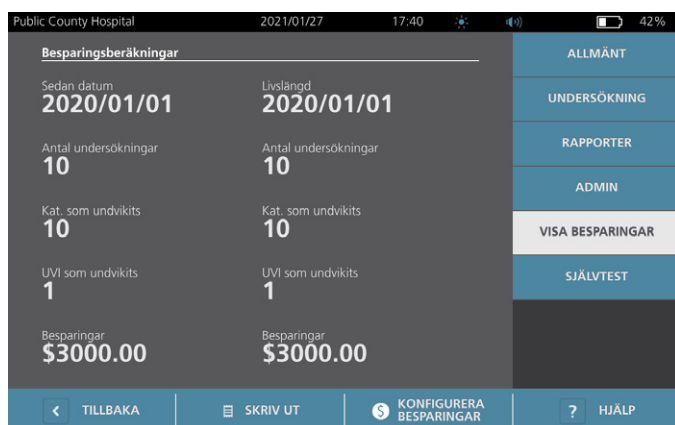 Public County Hospital 2021/01/27 17:40 42%
Besparingsberäkningar
Sedan datum
2020/01/01
Livslängd
2020/01/01
Antal undersökningar
10
Antal undersökningar
10
Kat. som undvikits
10
Kat. som undvikits
10
UVI som undvikits
1
UVI som undvikits
1
Besparingar
$3000.00
Besparingar
$3000.00
ALLMÄNT
UNDERSÖKNING
RAPPORTER
ADMIN
VISA BESPARINGAR
SJÄLVTEST
TILLBAKA
SKRIV UT
$ KONFIGURERA
BESPARINGAR
? HJÄLP